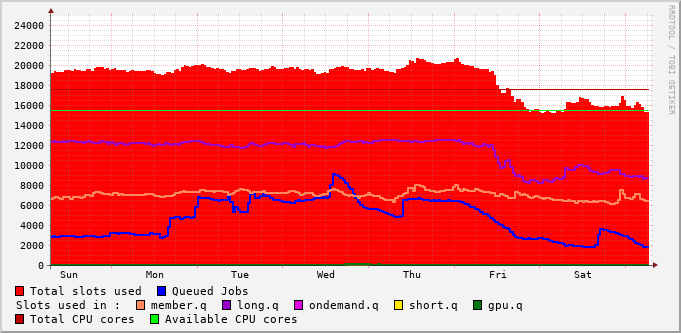 24000
22000
20000
18000
16000
14000
12000
10000
8000
6000
4000
2000
0
Sun Mon Tue Wed Thu Fri Sat
Total slots used Queued Jobs
Slots used in : member.q long.q ondemand.q short.q gpu.q
Total CPU cores Available CPU cores
RRDTOOL / TOBI OETIKER